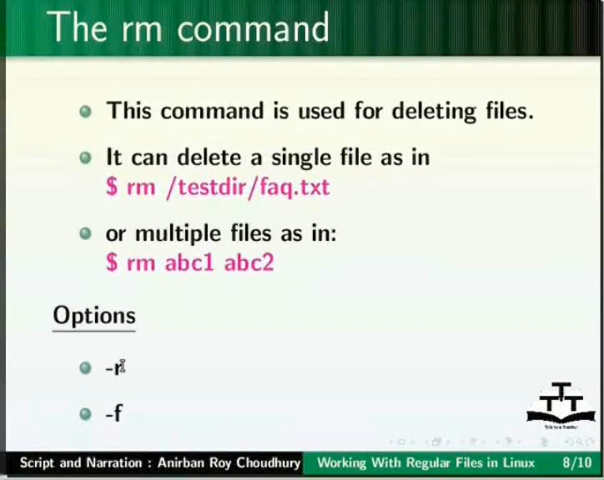 The rm command
This command is used for deleting files.
It can delete a single file as in
$ rm /testdir/faq.txt
or multiple files as in:
$ rm abc1 abc2
Options
-r
-f
TTT
Script and Narration : Anirban Roy Choudhury Working With Regular Files in Linux 8/10